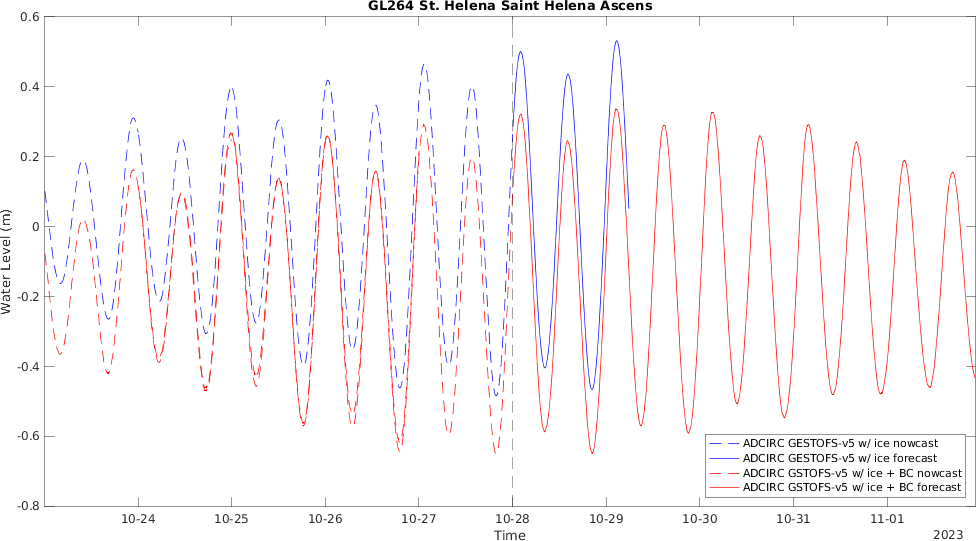 GL264 St. Helena Saint Helena Ascens
0.6
0.4
0.2
0
-0.2
-0.4
-0.6
-0.8
Water Level (m)
ADCIRC GESTOFS-v5 w/ ice nowcast
ADCIRC GESTOFS-v5 w/ ice forecast
ADCIRC GSTOFS-v5 w/ ice + BC nowcast
ADCIRC GSTOFS-v5 w/ ice + BC forecast
10-24 10-25 10-26 10-27 10-28 10-29 10-30 10-31 11-01
Time
2023